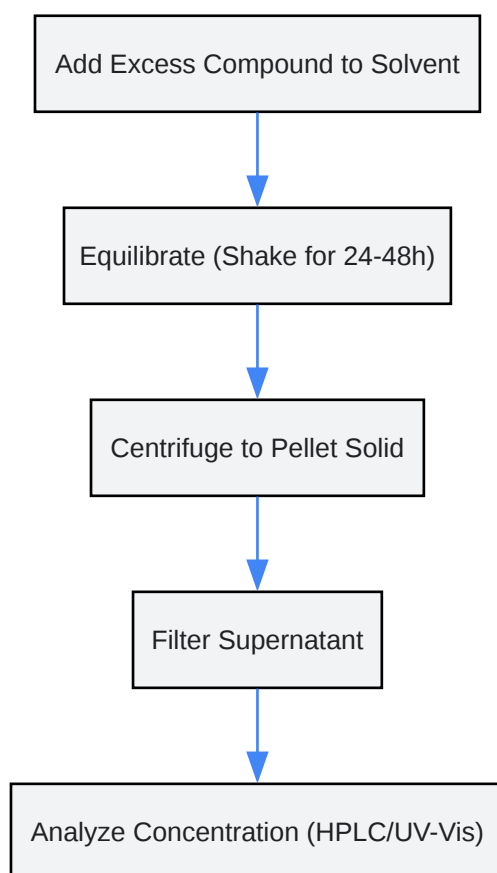 Add Excess Compound to Solvent
Equilibrate (Shake for 24-48h)
Centrifuge to Pellet Solid
Filter Supernatant
Analyze Concentration (HPLC/UV-Vis)